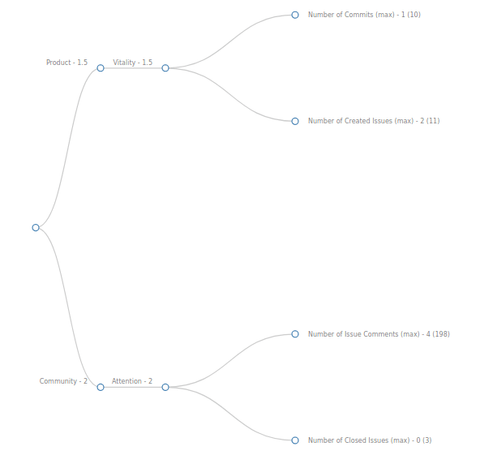 Number of Commits (max) - 1 (10)
Product - 1.5
Vitality - 1.5
Number of Created Issues (max) - 2 (11)
Number of Issue Comments (max) - 4 (198)
Community - 2
Attention - 2
Number of Closed Issues (max) - 0 (3)